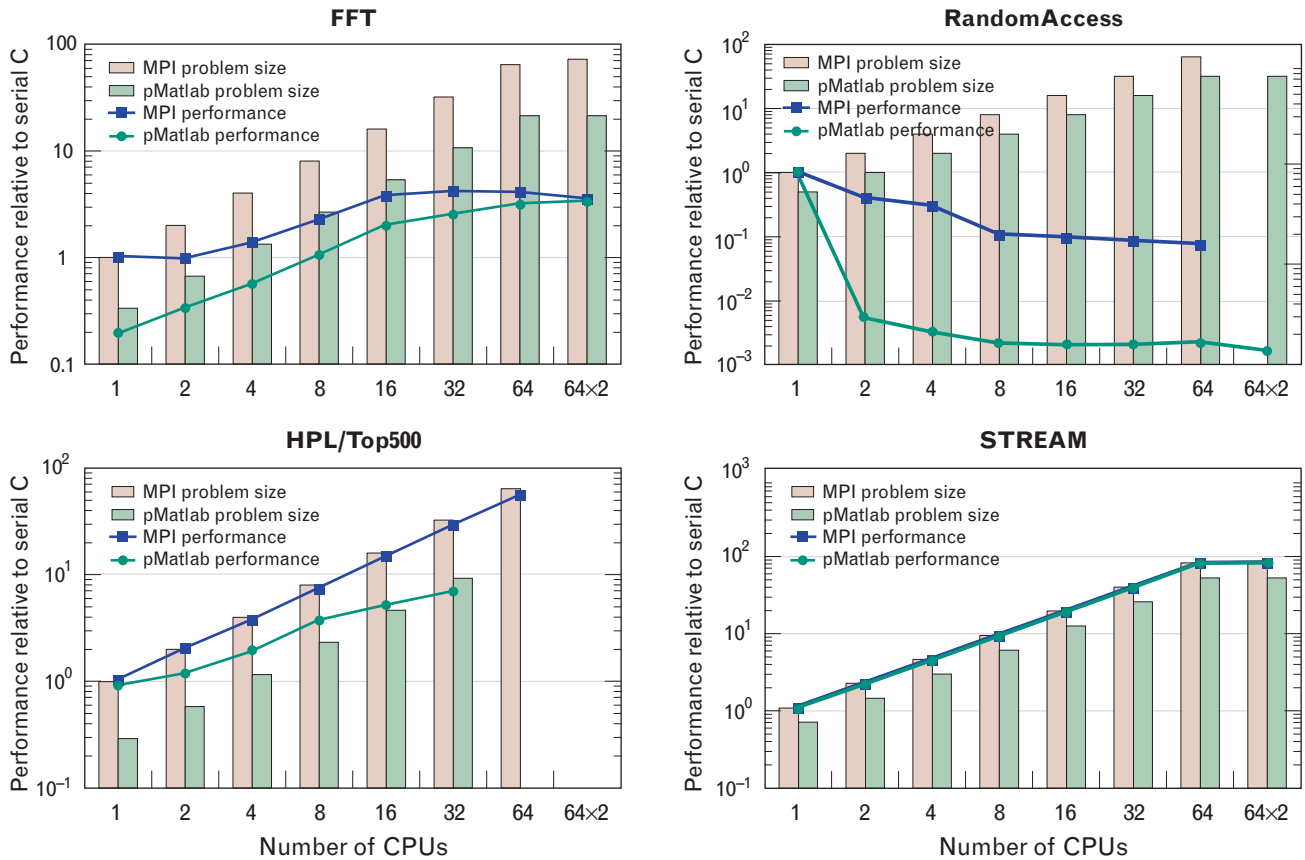 FFT
Performance relative to serial C
100
10
1
0.1
MPI problem size
pMatlab problem size
MPI performance
pMatlab performance
1 2 4 8 16 32 64 64×2
RandomAccess
Performance relative to serial C
10²
10¹
10⁰
10⁻¹
10⁻²
10⁻³
MPI problem size
pMatlab problem size
MPI performance
pMatlab performance
1 2 4 8 16 32 64 64×2
HPL/Top500
Performance relative to serial C
10²
10¹
10⁰
10⁻¹
MPI problem size
pMatlab problem size
MPI performance
pMatlab performance
1 2 4 8 16 32 64 64×2
Number of CPUs
STREAM
Performance relative to serial C
10³
10²
10¹
10⁰
10⁻¹
MPI problem size
pMatlab problem size
MPI performance
pMatlab performance
1 2 4 8 16 32 64 64×2
Number of CPUs